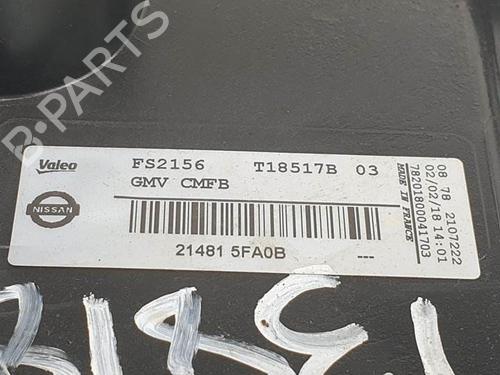 B-PARTS
Valeo FS2156 T18517B 03
GMV CMFB
NISSAN
21481 5FA0B ---
MADE IN FRANCE
78201800041703
02/02/18 14:01
08 78 2107222